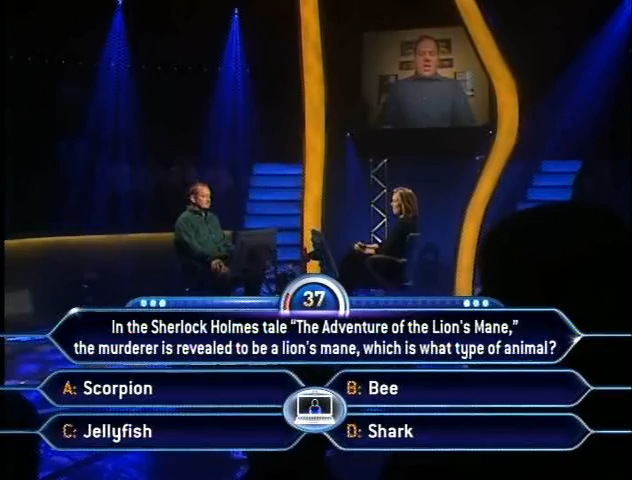 37
In the Sherlock Holmes tale "The Adventure of the Lion's Mane,"
the murderer is revealed to be a lion's mane, which is what type of animal?
A: Scorpion
B: Bee
C: Jellyfish
D: Shark